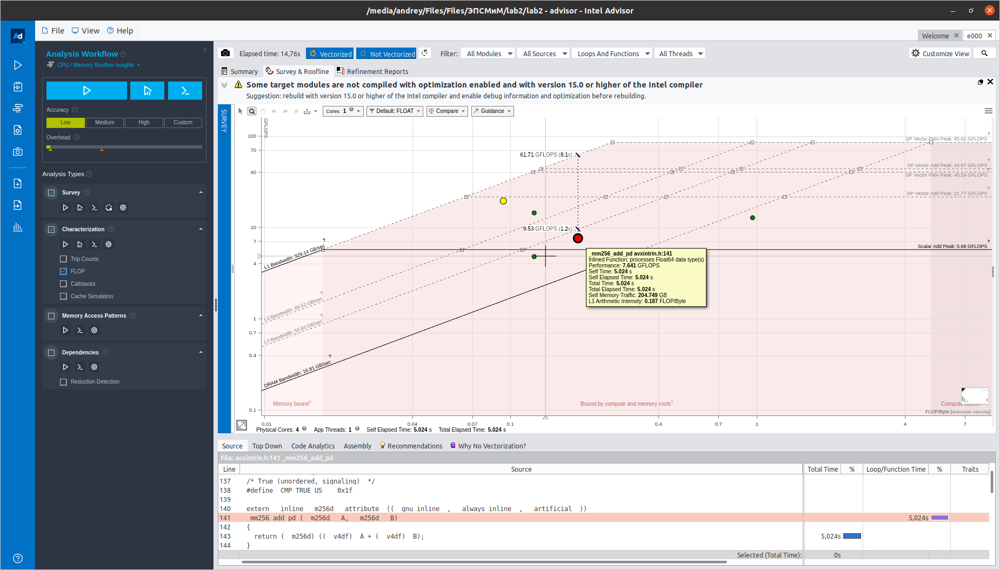 /media/andrey/Files/Files/ЭПСМиМ/lab2/lab2 - advisor - Intel Advisor
Ad
File View Help
Welcome e000
Analysis Workflow
CPU / Memory Roofline Insights
Accuracy
Low Medium High Custom
Overhead
Analysis Types
Survey
Characterization
Trip Counts
FLOP
Callstacks
Cache Simulation
Memory Access Patterns
Dependencies
Reduction Detection
Elapsed time: 14,76s Vectorized Not Vectorized Filter: All Modules All Sources Loops And Functions All Threads Customize View
Summary Survey & Roofline Refinement Reports
Some target modules are not compiled with optimization enabled and with version 15.0 or higher of the Intel compiler
Suggestion: rebuild with version 15.0 or higher of the Intel compiler and enable debug information and optimization before rebuilding.
SURVEY
Cores: 1 ? Default: FLOAT Compare Guidance
GFLOPS
100
70
40
10
7
4
1
0.7
0.4
0.1
SP Vector FMA Peak: 85.62 GFLOPS ?
61.71 GFLOPS (8.1x)
SP Vector Add Peak: 43.87 GFLOPS ?
DP Vector FMA Peak: 40.59 GFLOPS ?
DP Vector Add Peak: 21.77 GFLOPS ?
9.53 GFLOPS (1.2x)
Scalar Add Peak: 5.68 GFLOPS ?
L1 Bandwidth: 329.14 GB/sec ?
L2 Bandwidth: 89.52 GB/sec ?
L3 Bandwidth: 50.83 GB/sec ?
DRAM Bandwidth: 16.81 GB/sec ?
_mm256_add_pd avxintrin.h:141
Inlined Function; processes Float64 data type(s)
Performance: 7.641 GFLOPS
Self Time: 5.024 s
Self Elapsed Time: 5.024 s
Total Time: 5.024 s
Total Elapsed Time: 5.024 s
Self Memory Traffic: 204.749 GB
L1 Arithmetic Intensity: 0.187 FLOP/Byte
Memory bound? Bound by compute and memory roofs? Compute bound?
FLOP/Byte (Arithmetic Intensity)
0.01 0.04 0.07 0.1 0.4 0.7 1 4 7
Physical Cores: 4 ? App Threads: 1 ? Self Elapsed Time: 5.024 s Total Elapsed Time: 5.024 s
Source Top Down Code Analytics Assembly Recommendations Why No Vectorization?
File: avxintrin.h:141 _mm256_add_pd
Line Source Total Time % Loop/Function Time % Traits
137 /* True (unordered, signaling)  */
138 #define  CMP TRUE US    0x1f
139
140 extern   inline   m256d   attribute  ((  gnu inline  ,   always inline  ,   artificial  ))
141 mm256 add pd (  m256d   A,   m256d   B) 5,024s
142 {
143 return (  m256d) ((  v4df)  A + (  v4df)  B); 5,024s
144 }
Selected (Total Time): 0s